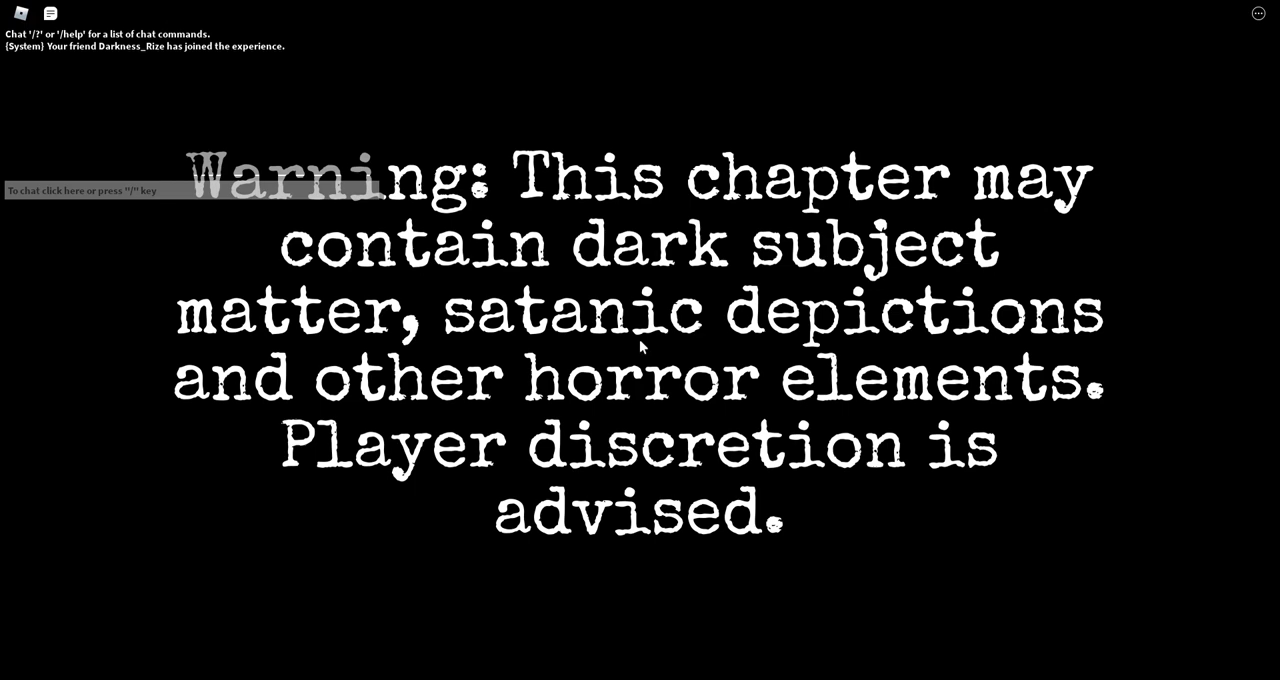 Chat '/?' or '/help' for a list of chat commands.
{System} Your friend Darkness_Rize has joined the experience.
To chat click here or press "/" key
Warning: This chapter may
contain dark subject
matter, satanic depictions
and other horror elements.
Player discretion is
advised.